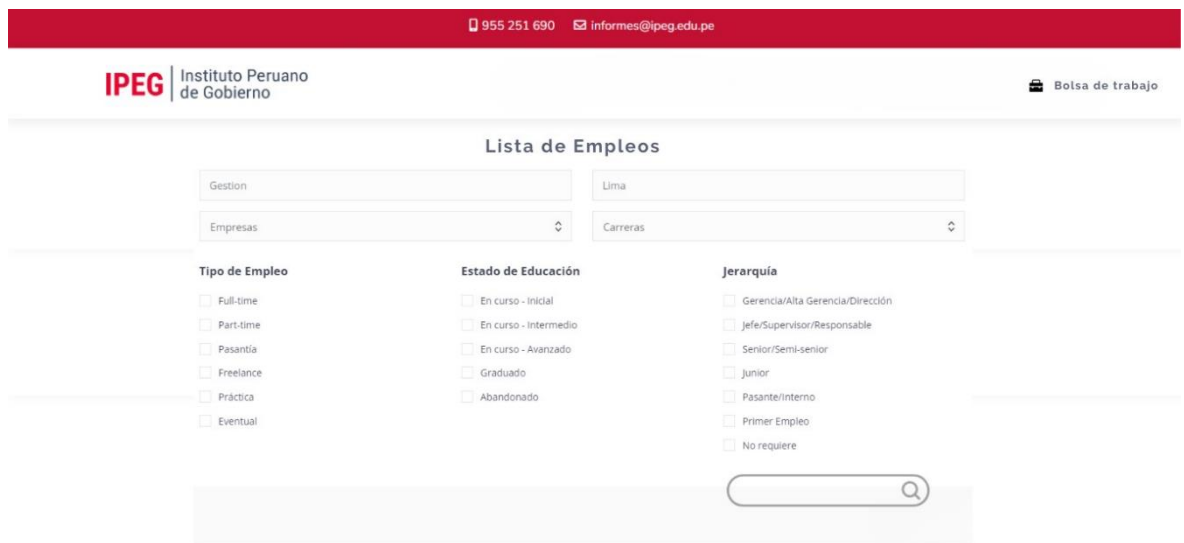 955 251 690 informes@ipeg.edu.pe
IPEG Instituto Peruano
de Gobierno
Bolsa de trabajo
Lista de Empleos
Gestion
Lima
Empresas
Carreras
Tipo de Empleo
Full-time
Part-time
Pasantía
Freelance
Práctica
Eventual
Estado de Educación
En curso - Inicial
En curso - Intermedio
En curso - Avanzado
Graduado
Abandonado
Jerarquía
Gerencia/Alta Gerencia/Dirección
Jefe/Supervisor/Responsable
Senior/Semi-senior
Junior
Pasante/Interno
Primer Empleo
No requiere